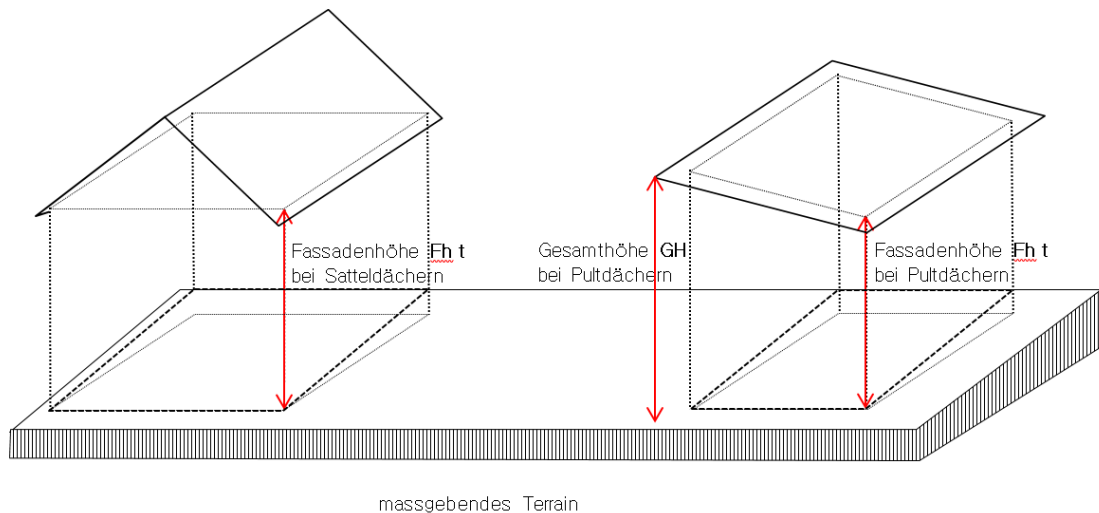 Fassadenhöhe Fh t
bei Satteldächern
Gesamthöhe GH
bei Pultdächern
Fassadenhöhe Fh t
bei Pultdächern
massgebendes Terrain